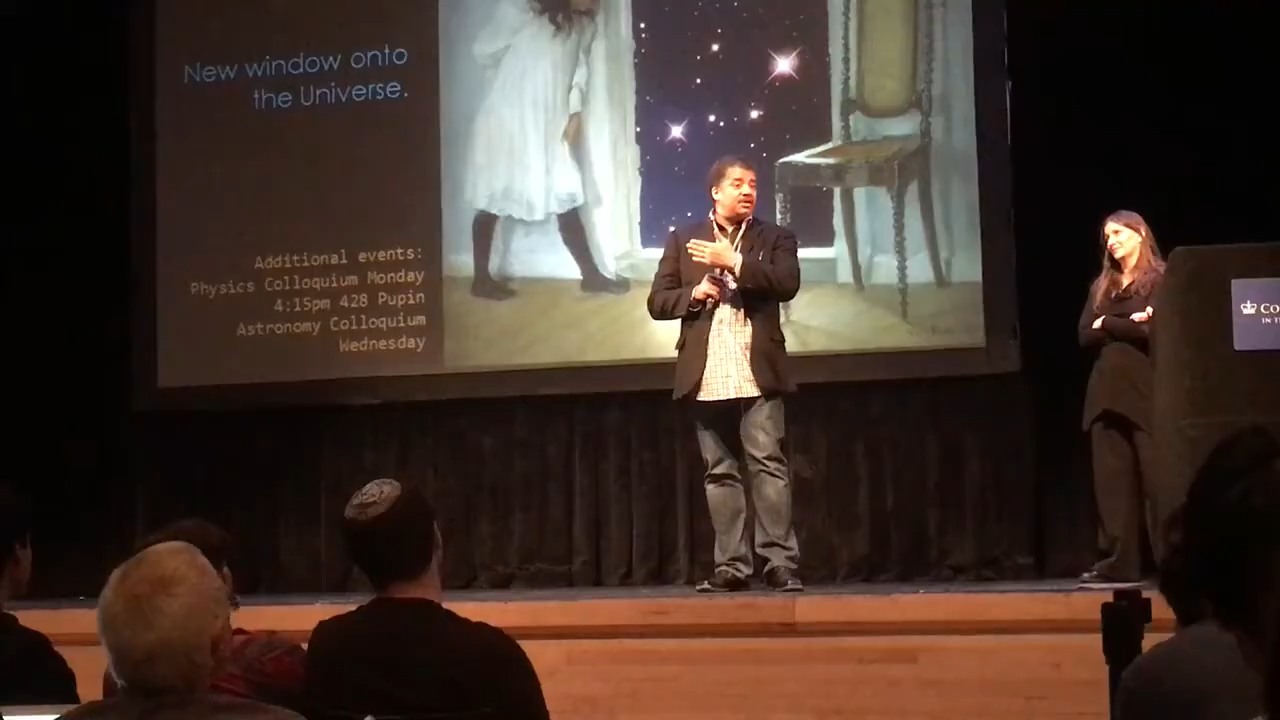 New window onto
the Universe.
Additional events:
Physics Colloquium Monday
4:15pm 428 Pupin
Astronomy Colloquium
Wednesday